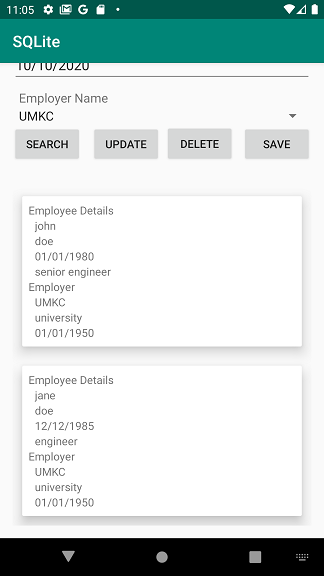 11:05
SQLite
10/10/2020
Employer Name
UMKC
SEARCH UPDATE DELETE SAVE
Employee Details
john
doe
01/01/1980
senior engineer
Employer
UMKC
university
01/01/1950
Employee Details
jane
doe
12/12/1985
engineer
Employer
UMKC
university
01/01/1950